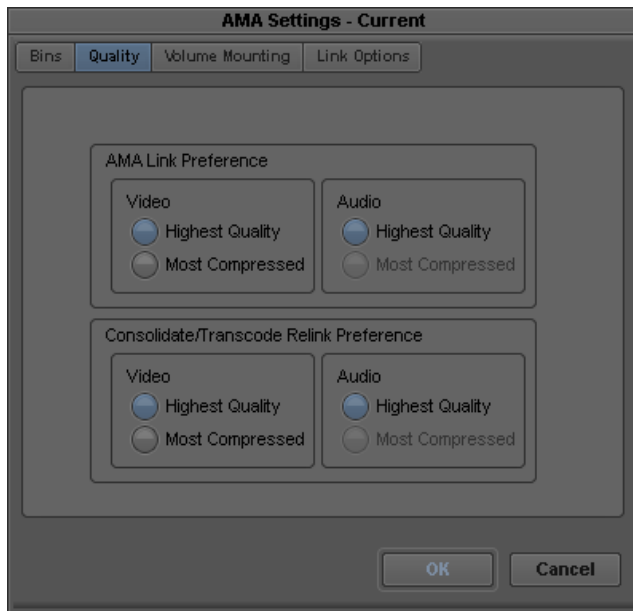 AMA Settings - Current
Bins Quality Volume Mounting Link Options
AMA Link Preference
Video Audio
Highest Quality Highest Quality
Most Compressed Most Compressed
Consolidate/Transcode Relink Preference
Video Audio
Highest Quality Highest Quality
Most Compressed Most Compressed
OK Cancel